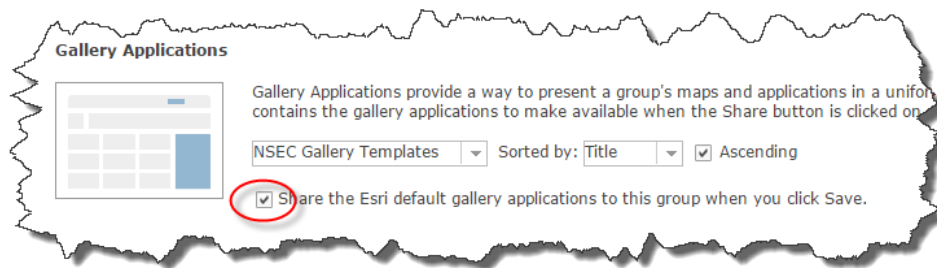 Gallery Applications
Gallery Applications provide a way to present a group's maps and applications in a
contains the gallery applications to make available when the Share button is clicked on
NSEC Gallery Templates Sorted by: Title Ascending
Share the Esri default gallery applications to this group when you click Save.